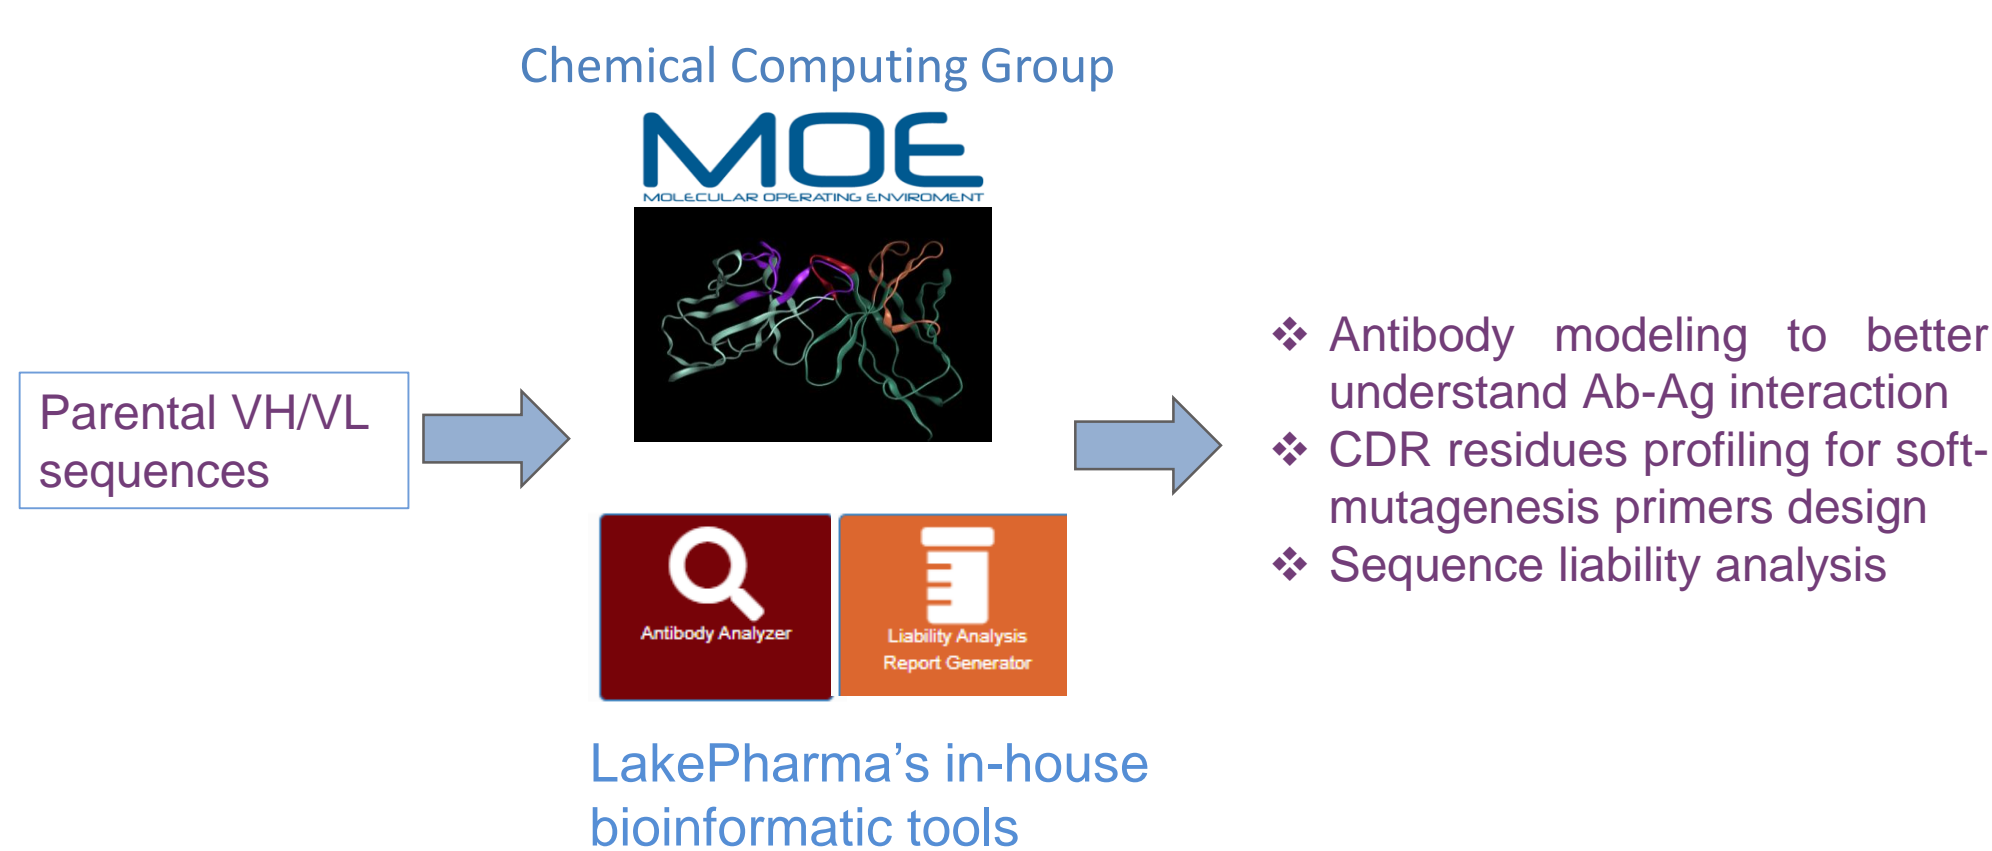 Chemical Computing Group
MOE
MOLECULAR OPERATING ENVIROMENT
Parental VH/VL
sequences
Antibody Analyzer
Liability Analysis
Report Generator
LakePharma’s in-house
bioinformatic tools
❖ Antibody modeling to better
understand Ab-Ag interaction
❖ CDR residues profiling for soft-
mutagenesis primers design
❖ Sequence liability analysis